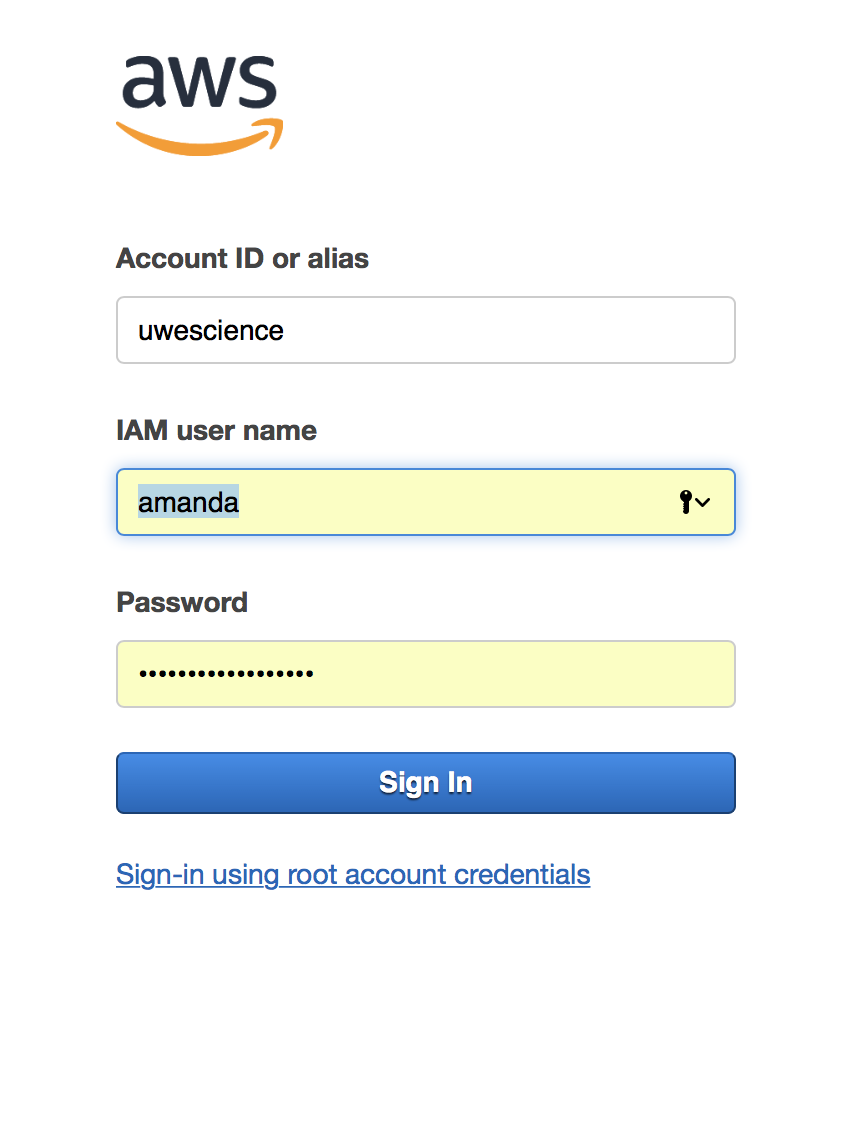 aws
Account ID or alias
uwescience
IAM user name
amanda
Password
••••••••••••••••••
Sign In
Sign-in using root account credentials